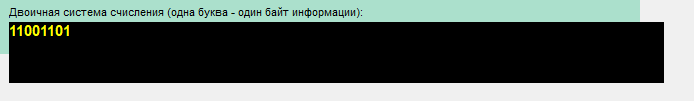 Двоичная система счисления (одна буква - один байт информации):
11001101